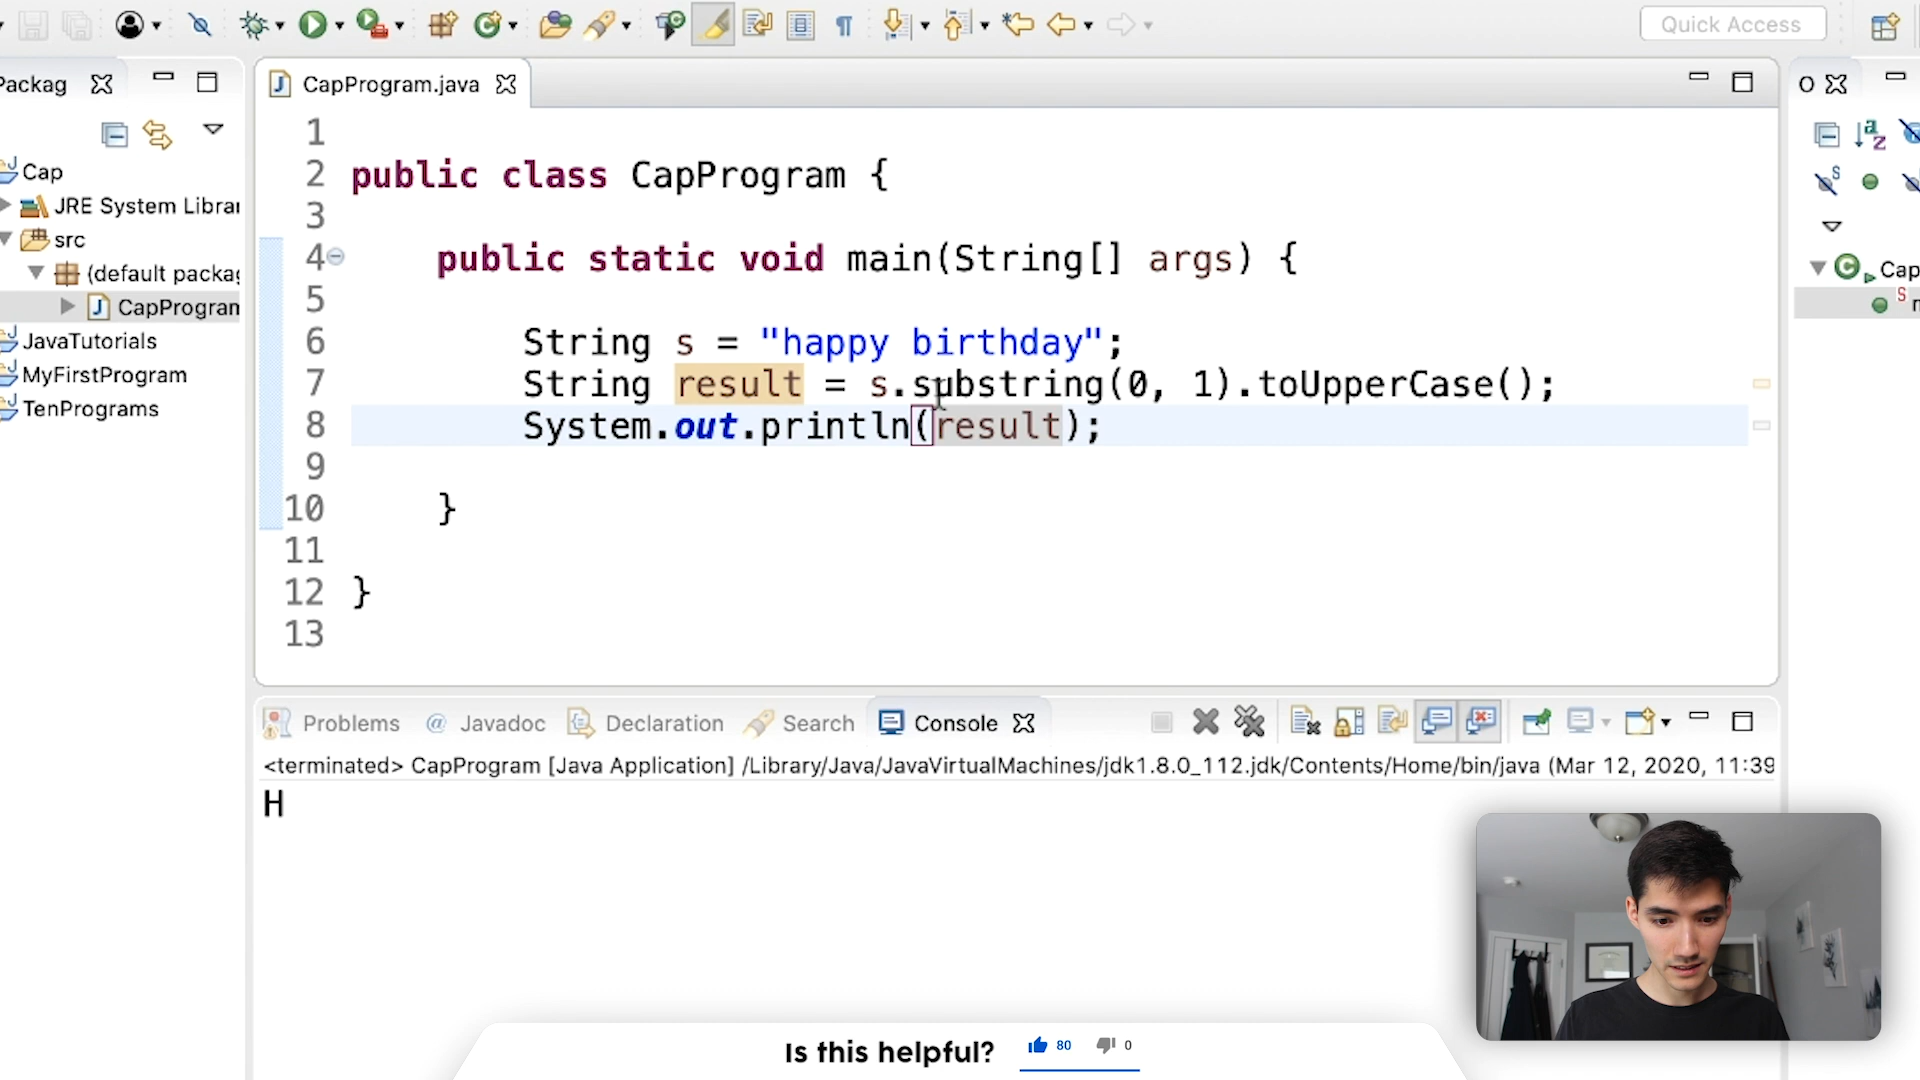 Quick Access
Packag
CapProgram.java
O
Cap
JRE System Librar
src
(default packag
CapProgram
JavaTutorials
MyFirstProgram
TenPrograms
1
2 public class CapProgram {
3
4 public static void main(String[] args) {
5
6 String s = "happy birthday";
7 String result = s.substring(0, 1).toUpperCase();
8 System.out.println(result);
9
10 }
11
12 }
13
Cap
Problems @ Javadoc Declaration Search Console
<terminated> CapProgram [Java Application] /Library/Java/JavaVirtualMachines/jdk1.8.0_112.jdk/Contents/Home/bin/java (Mar 12, 2020, 11:39
H
Is this helpful? 80 0